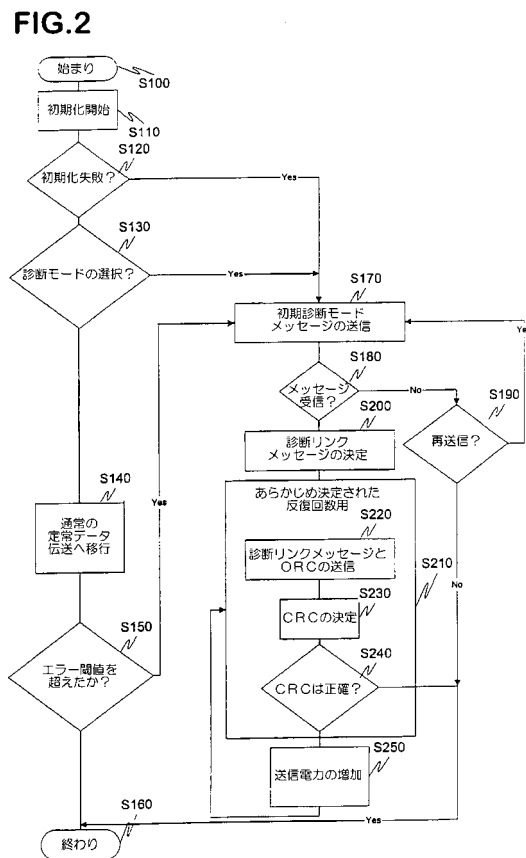 FIG.2
始まり
S100
初期化開始
S110
S120
初期化失敗？
Yes
S130
診断モードの選択？
Yes
S170
初期診断モード
メッセージの送信
Yes
S180
メッセージ
受信？
No
S190
再送信？
S200
診断リンク
メッセージの決定
Yes
S140
通常の
定常データ
伝送へ移行
あらかじめ決定された
反復回数用
S220
診断リンクメッセージと
ORCの送信
S210
S230
CRCの決定
No
S150
エラー閾値を
超えたか？
S240
CRCは正確？
S250
送信電力の増加
S160
Yes
終わり